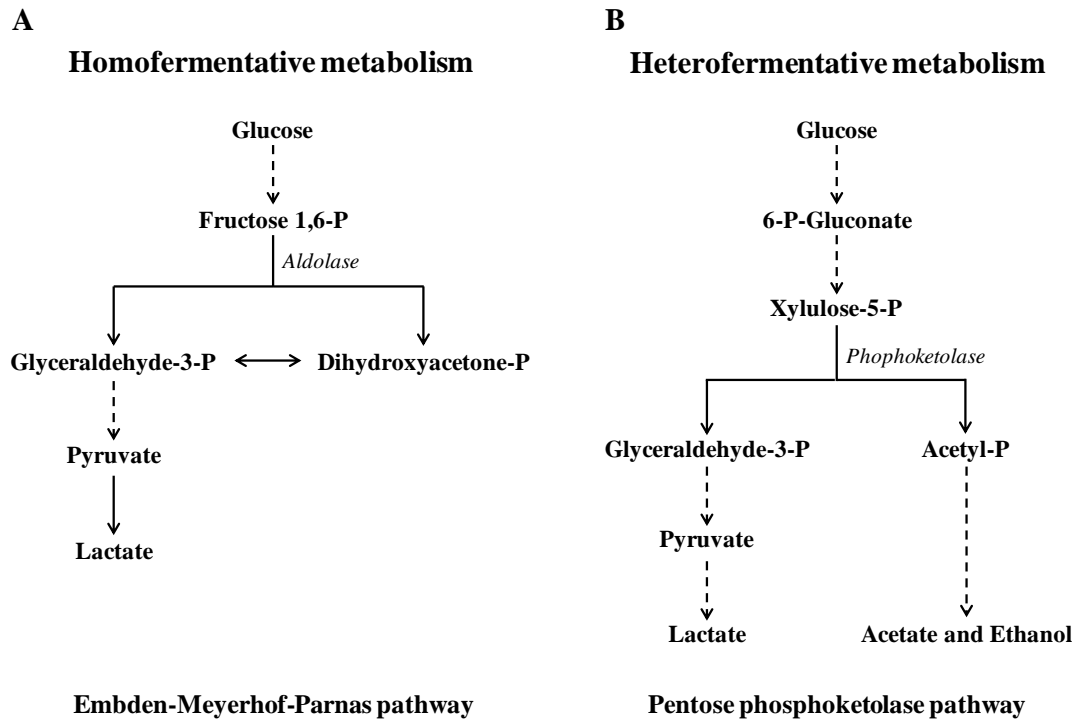 A
Homofermentative metabolism
Glucose
Fructose 1,6-P
Aldolase
Glyceraldehyde-3-P
Dihydroxyacetone-P
Pyruvate
Lactate
Embden-Meyerhof-Parnas pathway
B
Heterofermentative metabolism
Glucose
6-P-Gluconate
Xylulose-5-P
Phophoketolase
Glyceraldehyde-3-P
Acetyl-P
Pyruvate
Lactate
Acetate and Ethanol
Pentose phosphoketolase pathway